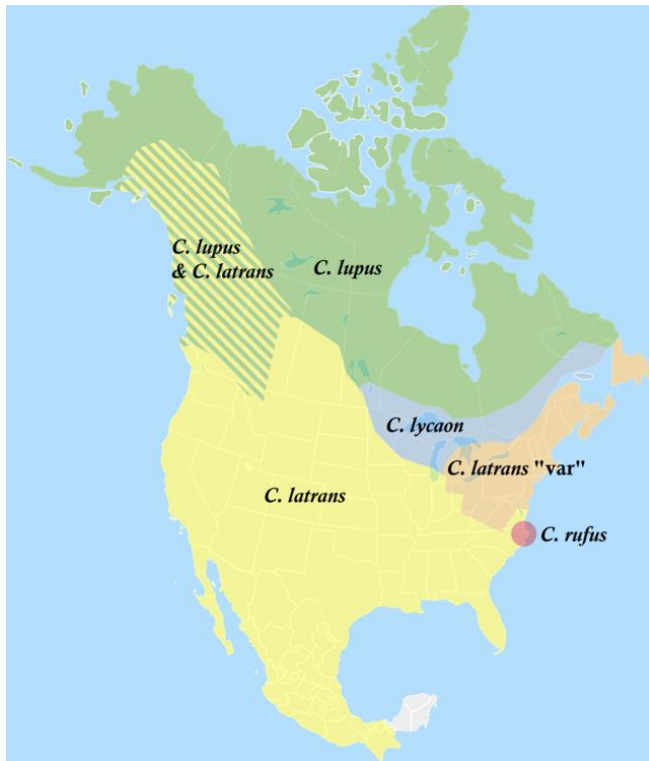 C. lupus
& C. latrans
C. lupus
C. lycaon
C. latrans "var"
C. latrans
C. rufus